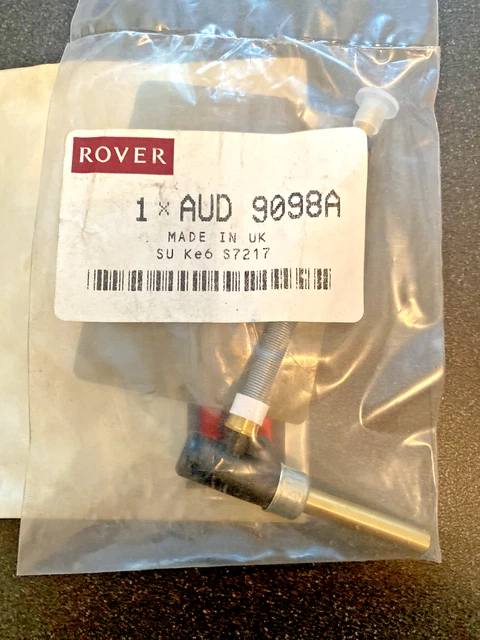 ROVER
1 × AUD 9098A
MADE IN UK
SU Ke6 S7217